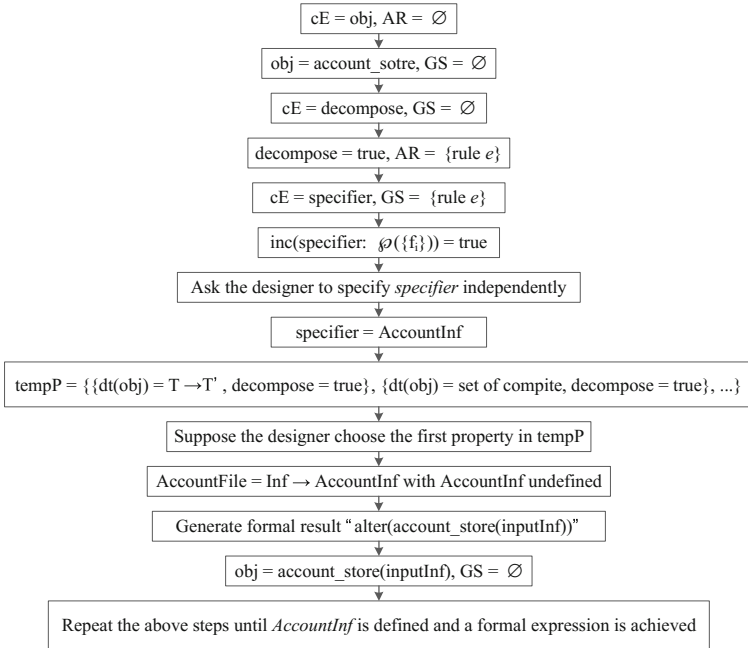 cE = obj, AR = ∅
obj = account_sotre, GS = ∅
cE = decompose, GS = ∅
decompose = true, AR = {rule e}
cE = specifier, GS = {rule e}
inc(specifier: ℘({fᵢ})) = true
Ask the designer to specify specifier independently
specifier = AccountInf
tempP = {{dt(obj) = T →T’ , decompose = true}, {dt(obj) = set of compite, decompose = true}, ...}
Suppose the designer choose the first property in tempP
AccountFile = Inf → AccountInf with AccountInf undefined
Generate formal result “alter(account_store(inputInf))”
obj = account_store(inputInf), GS = ∅
Repeat the above steps until AccountInf is defined and a formal expression is achieved